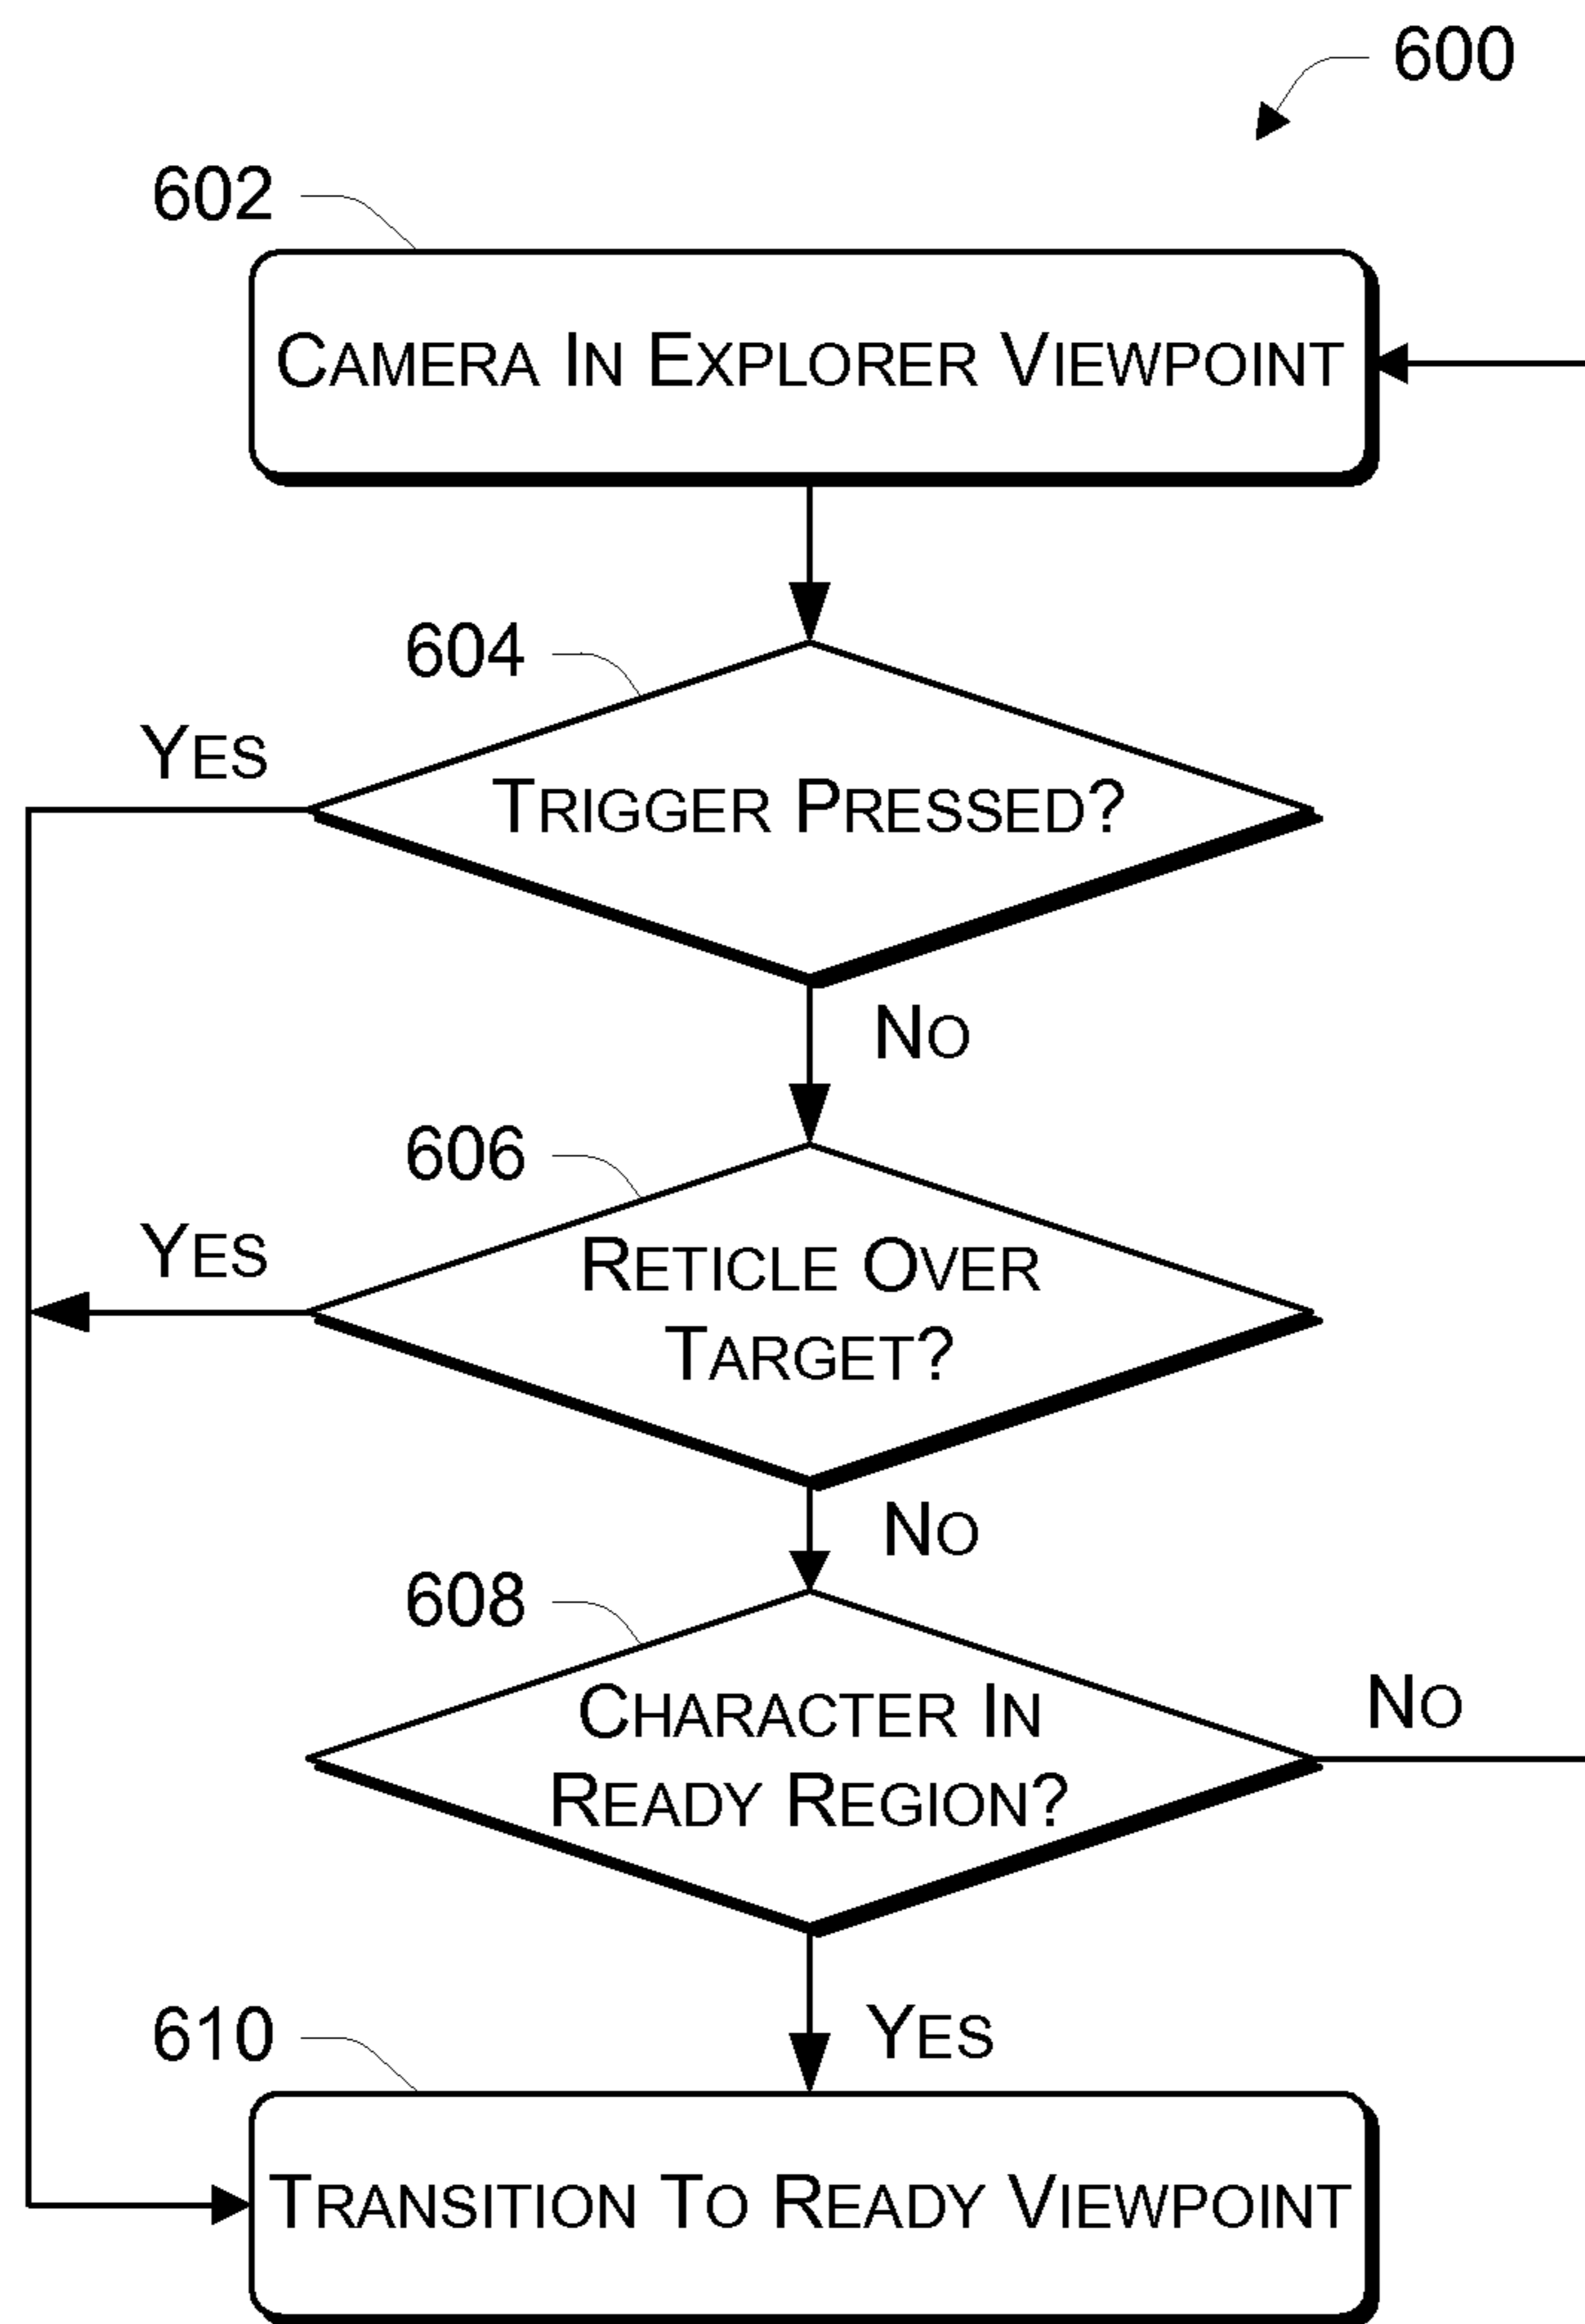 600
602
CAMERA IN EXPLORER VIEWPOINT
604
YES
TRIGGER PRESSED?
NO
606
YES
RETICLE OVER
TARGET?
NO
608
CHARACTER IN
READY REGION?
NO
YES
610
TRANSITION TO READY VIEWPOINT